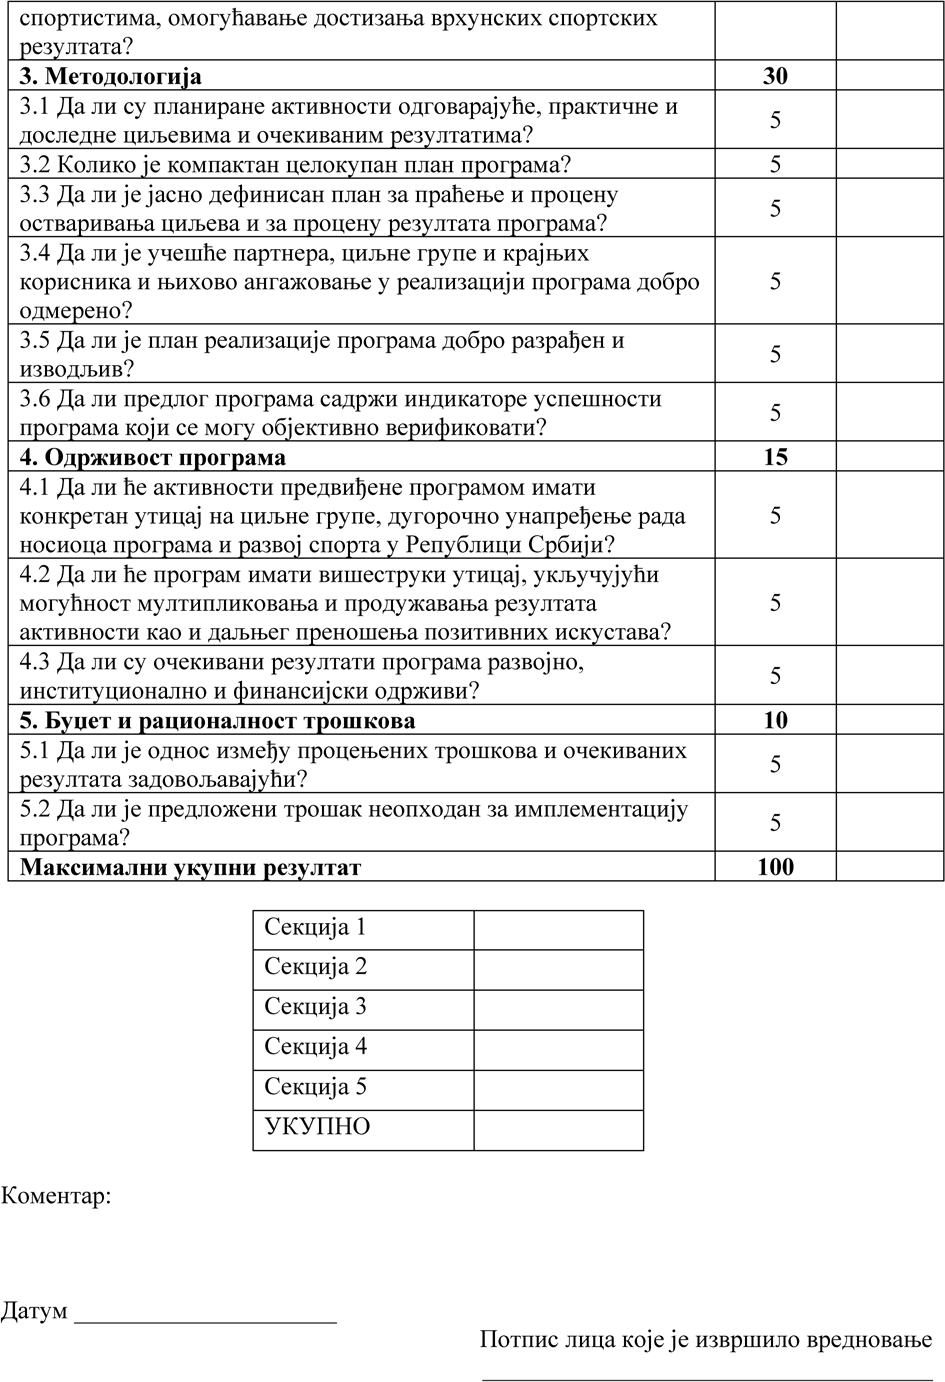 спортистима, омогућавање достизања врхунских спортских
резултата?
3. Методологија 30
3.1 Да ли су планиране активности одговарајуће, практичне и
доследне циљевима и очекиваним резултатима? 5
3.2 Колико је компактан целокупан план програма? 5
3.3 Да ли је јасно дефинисан план за праћење и процену
остваривања циљева и за процену резултата програма? 5
3.4 Да ли је учешће партнера, циљне групе и крајњих
корисника и њихово ангажовање у реализацији програма добро 5
одмерено?
3.5 Да ли је план реализације програма добро разрађен и
изводљив? 5
3.6 Да ли предлог програма садржи индикаторе успешности
програма који се могу објективно верификовати? 5
4. Одрживост програма 15
4.1 Да ли ће активности предвиђене програмом имати
конкретан утицај на циљне групе, дугорочно унапређење рада 5
носиоца програма и развој спорта у Републици Србији?
4.2 Да ли ће програм имати вишеструки утицај, укључујући
могућност мултипликовања и продужавања резултата 5
активности као и даљњег преношења позитивних искустава?
4.3 Да ли су очекивани резултати програма развојно,
институционално и финансијски одрживи? 5
5. Буџет и рационалност трошкова 10
5.1 Да ли је однос између процењених трошкова и очекиваних
резултата задовољавајући? 5
5.2 Да ли је предложени трошак неопходан за имплементацију
програма? 5
Максимални укупни резултат 100
Секција 1
Секција 2
Секција 3
Секција 4
Секција 5
УКУПНО
Коментар:
Датум
Потпис лица које је извршило вредновање